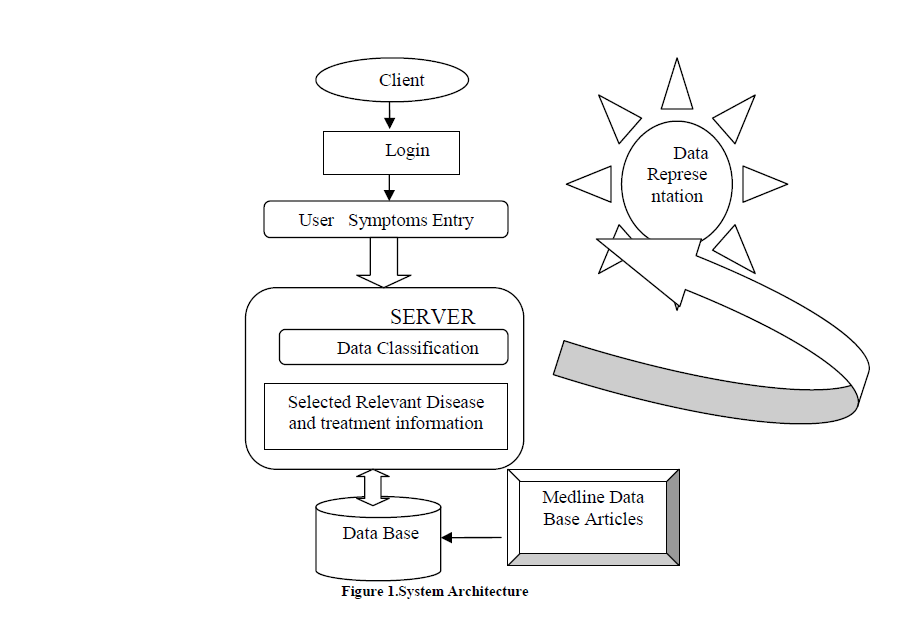 Client
Login
User Symptoms Entry
SERVER
Data Classification
Selected Relevant Disease
and treatment information
Data Base
Medline Data
Base Articles
Data
Represe
ntation
Figure 1.System Architecture